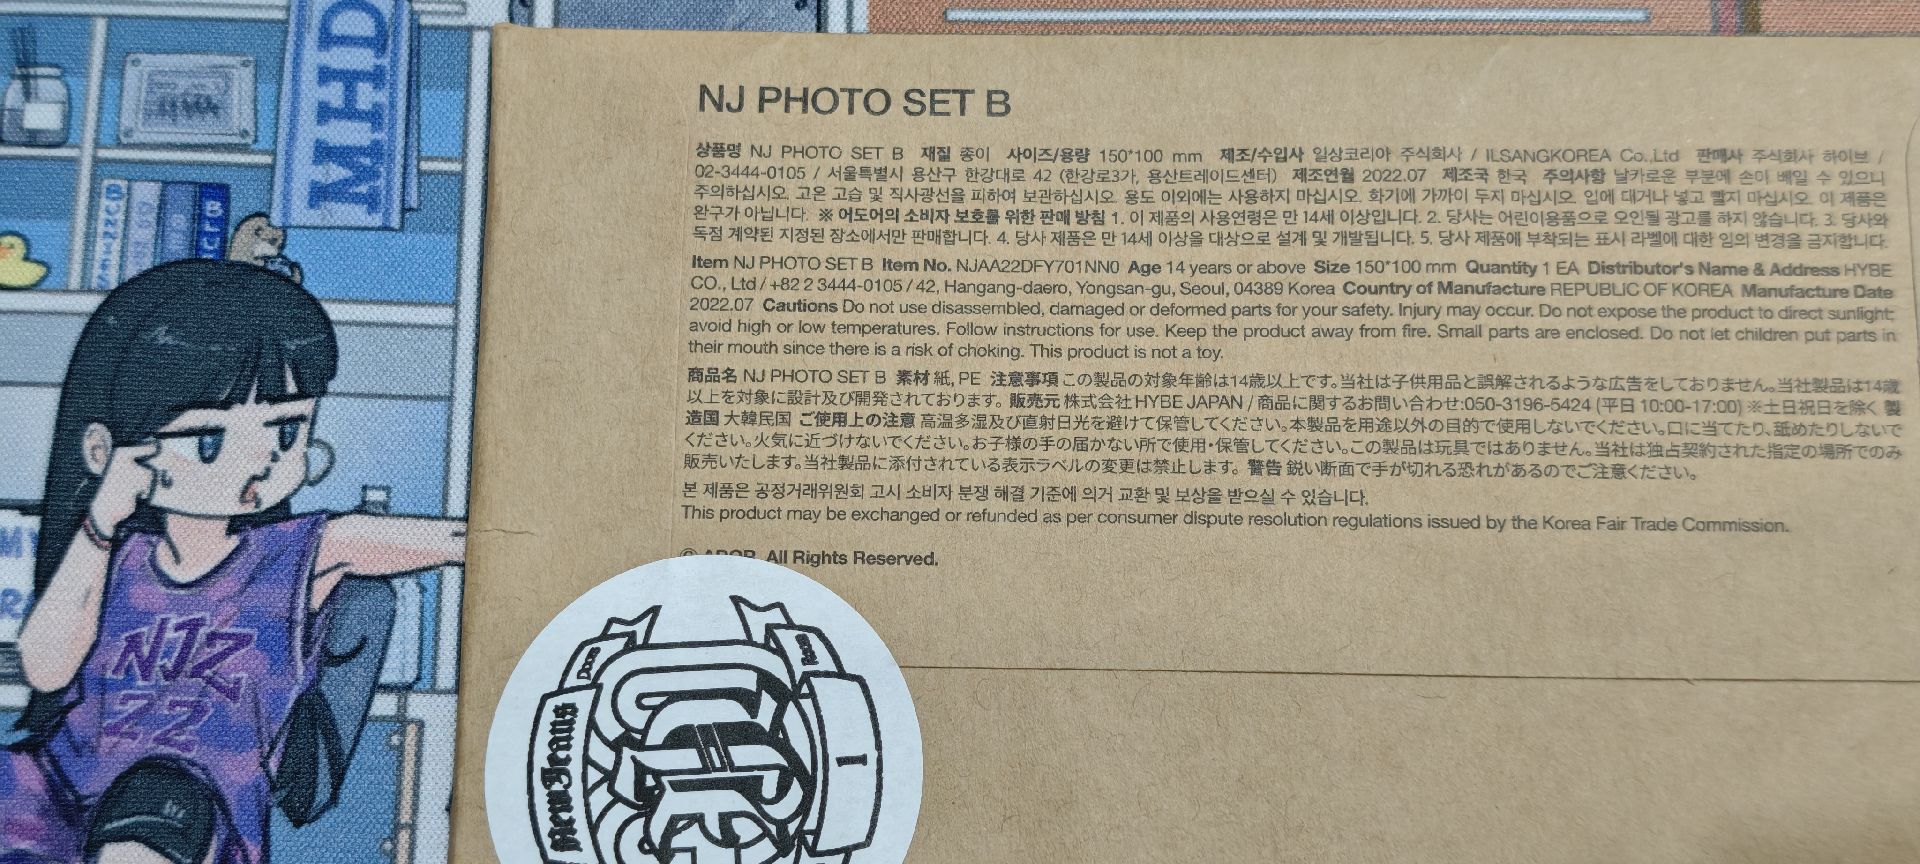 MHD
NJ PHOTO SET B
상품명 NJ PHOTO SET B 재질 종이 사이즈/용량 150*100 mm 제조/수입사 일상코리아 주식회사 / ILSANGKOREA Co.,Ltd 판매사 주식회사 하이브 /
02-3444-0105 / 서울특별시 용산구 한강대로 42 (한강로3가, 용산트레이드센터) 제조연월 2022.07 제조국 한국 주의사항 날카로운 부분에 손이 베일 수 있으니
주의하십시오. 고온 고습 및 직사광선을 피하여 보관하십시오. 용도 이외에는 사용하지 마십시오. 화기에 가까이 두지 마십시오. 입에 대거나 넣고 빨지 마십시오. 이 제품은
완구가 아닙니다. ※ 어도어의 소비자 보호를 위한 판매 방침 1. 이 제품의 사용연령은 만 14세 이상입니다. 2. 당사는 어린이용품으로 오인될 광고를 하지 않습니다. 3. 당사와
독점 계약된 지정된 장소에서만 판매합니다. 4. 당사 제품은 만 14세 이상을 대상으로 설계 및 개발됩니다. 5. 당사 제품에 부착되는 표시 라벨에 대한 임의 변경을 금지합니다.
Item NJ PHOTO SET B Item No. NJAA22DFY701NN0 Age 14 years or above Size 150*100 mm Quantity 1 EA Distributor's Name & Address HYBE
CO., Ltd / +82 2 3444-0105 / 42, Hangang-daero, Yongsan-gu, Seoul, 04389 Korea Country of Manufacture REPUBLIC OF KOREA Manufacture Date
2022.07 Cautions Do not use disassembled, damaged or deformed parts for your safety. Injury may occur. Do not expose the product to direct sunlight;
avoid high or low temperatures. Follow instructions for use. Keep the product away from fire. Small parts are enclosed. Do not let children put parts in
their mouth since there is a risk of choking. This product is not a toy.
商品名 NJ PHOTO SET B 素材 紙, PE 注意事項 この製品の対象年齢は14歳以上です。当社は子供用品と誤解されるような広告をしておりません。当社製品は14歳
以上を対象に設計及び開発されております。 販売元 株式会社HYBE JAPAN / 商品に関するお問い合わせ:050-3196-5424 (平日 10:00-17:00) ※土日祝日を除く 製
造国 大韓民国 ご使用上の注意 高温多湿及び直射日光を避けて保管してください。本製品を用途以外の目的で使用しないでください。口に当てたり、舐めたりしないで
ください。火気に近づけないでください。お子様の手の届かない所で使用・保管してください。この製品は玩具ではありません。当社は独占契約された指定の場所でのみ
販売いたします。当社製品に添付されている表示ラベルの変更は禁止します。 警告 鋭い断面で手が切れる恐れがあるのでご注意ください。
본 제품은 공정거래위원회 고시 소비자 분쟁 해결 기준에 의거 교환 및 보상을 받으실 수 있습니다.
This product may be exchanged or refunded as per consumer dispute resolution regulations issued by the Korea Fair Trade Commission.
© ADOR. All Rights Reserved.
NJZ
22
NewJeans
1